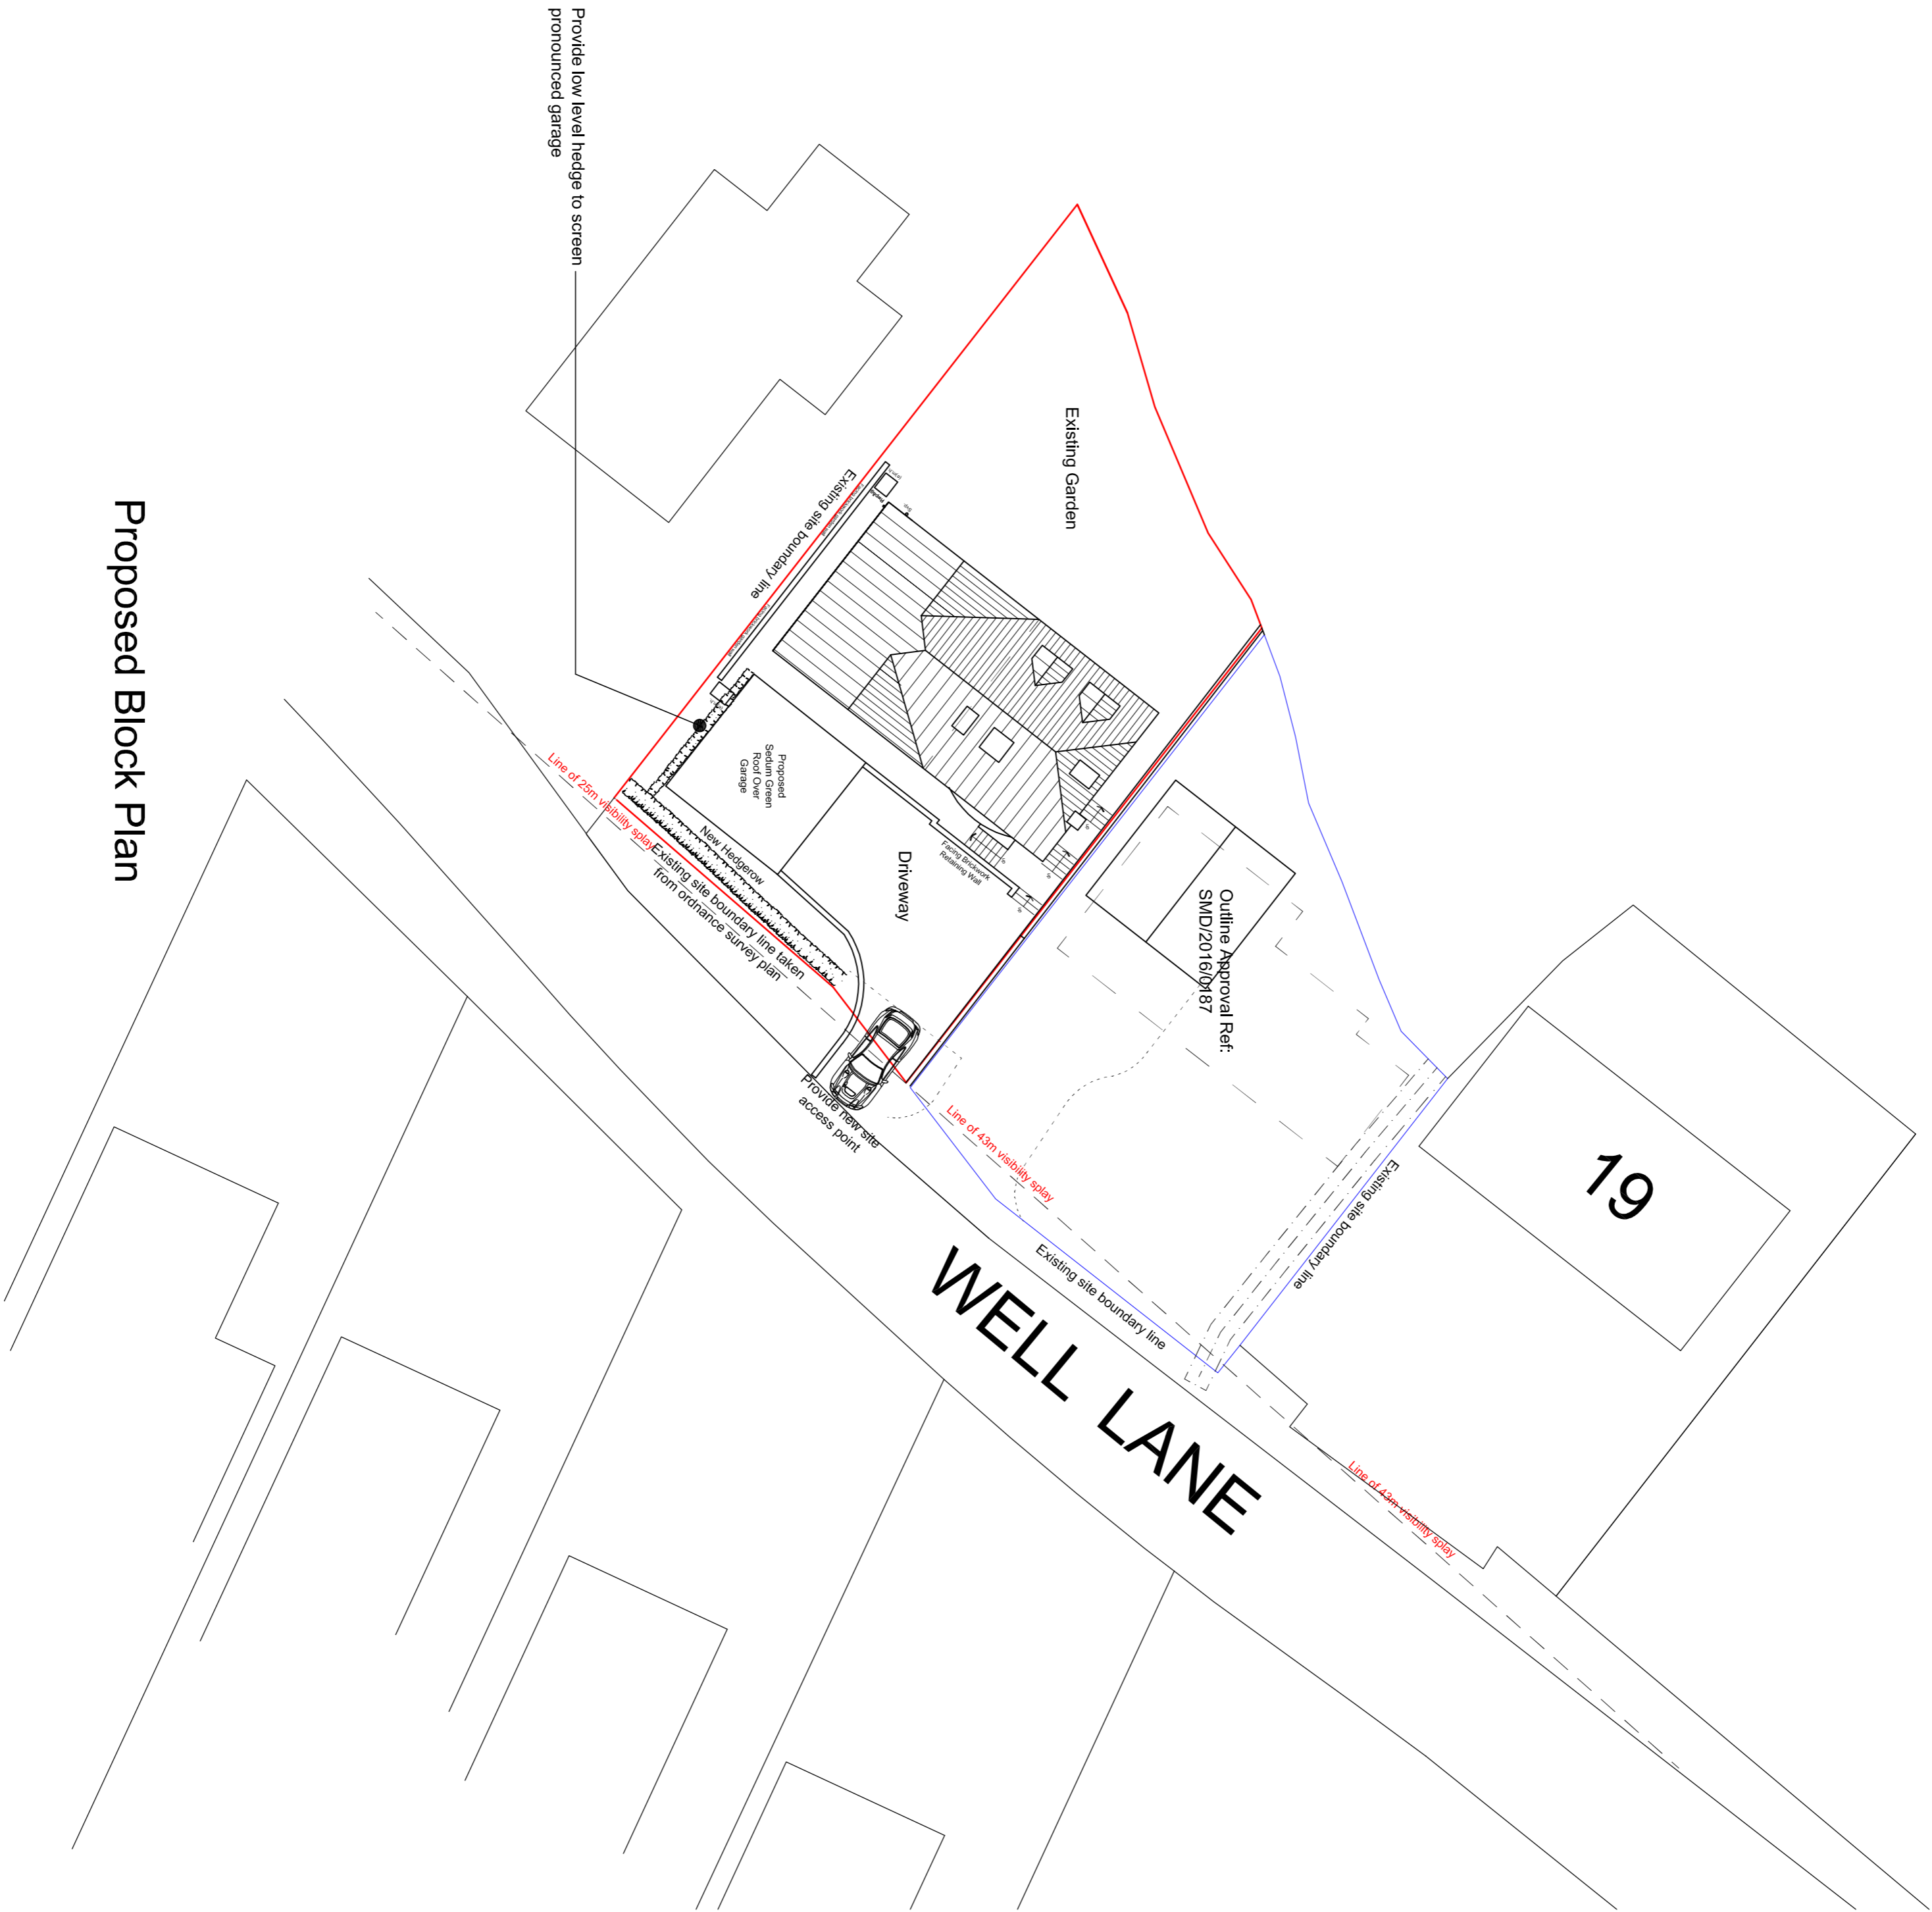 Provide low level hedge to screen
pronounced garage
Existing Garden
Existing site boundary line
Proposed
Sedum Green
Roof Over
Garage
Driveway
Facing Brickwork
Retaining Wall
New Hedgerow
Line of 25m visibility splay
Existing site boundary line taken
from ordnance survey plan
Provide new site
access point
Outline Approval Ref:
SMD/2016/0187
Line of 43m visibility splay
Existing site boundary line
Existing site boundary line
19
WELL LANE
Line of 43m visibility splay
Proposed Block Plan